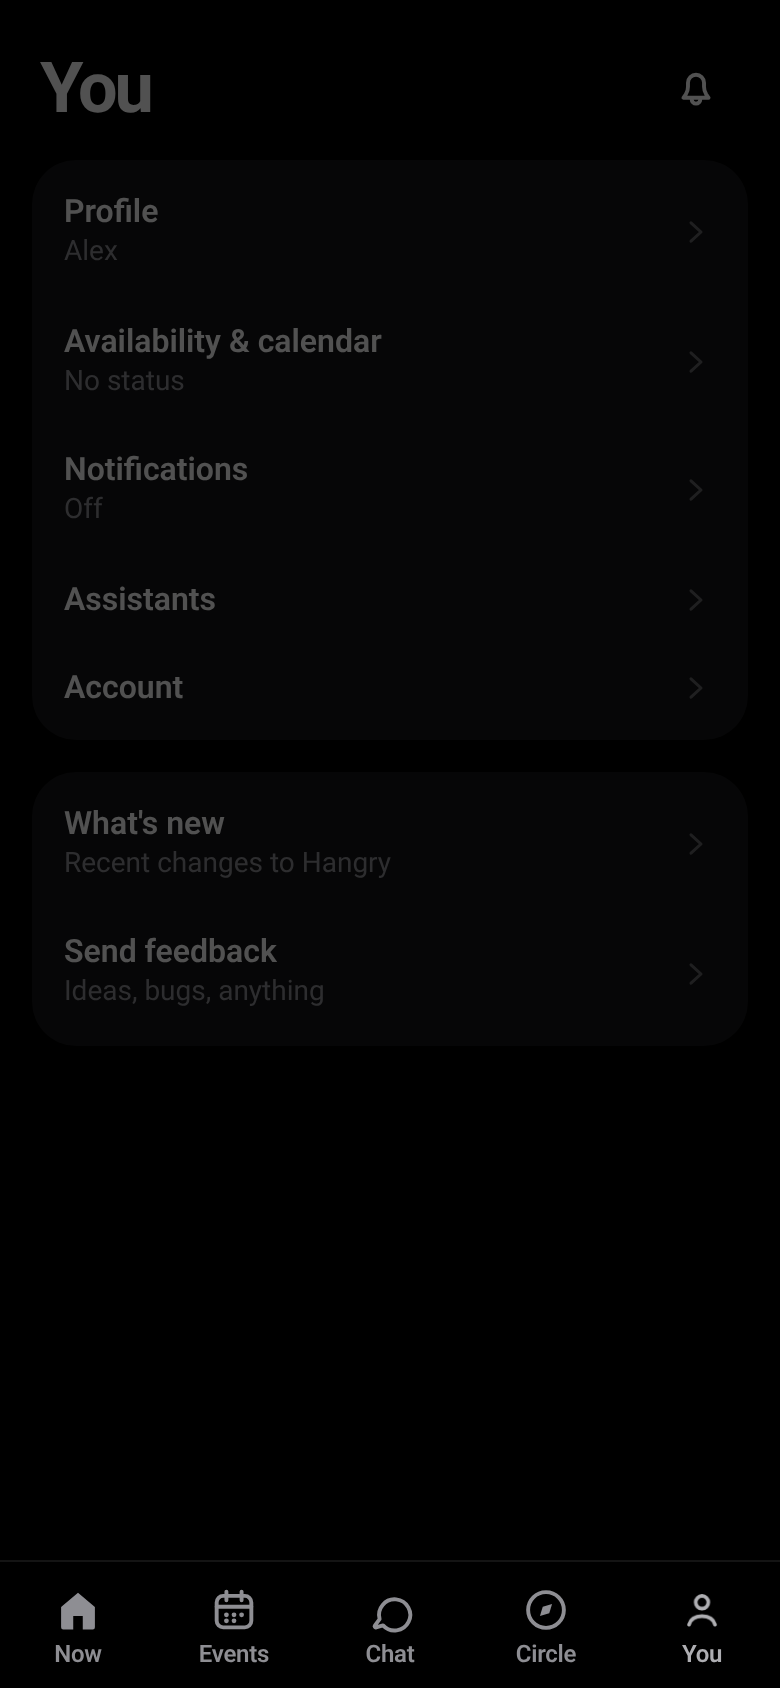 You
Profile
Alex
Availability & calendar
No status
Notifications
Off
Assistants
Account
What's new
Recent changes to Hangry
Send feedback
Ideas, bugs, anything
Now
Events
Chat
Circle
You